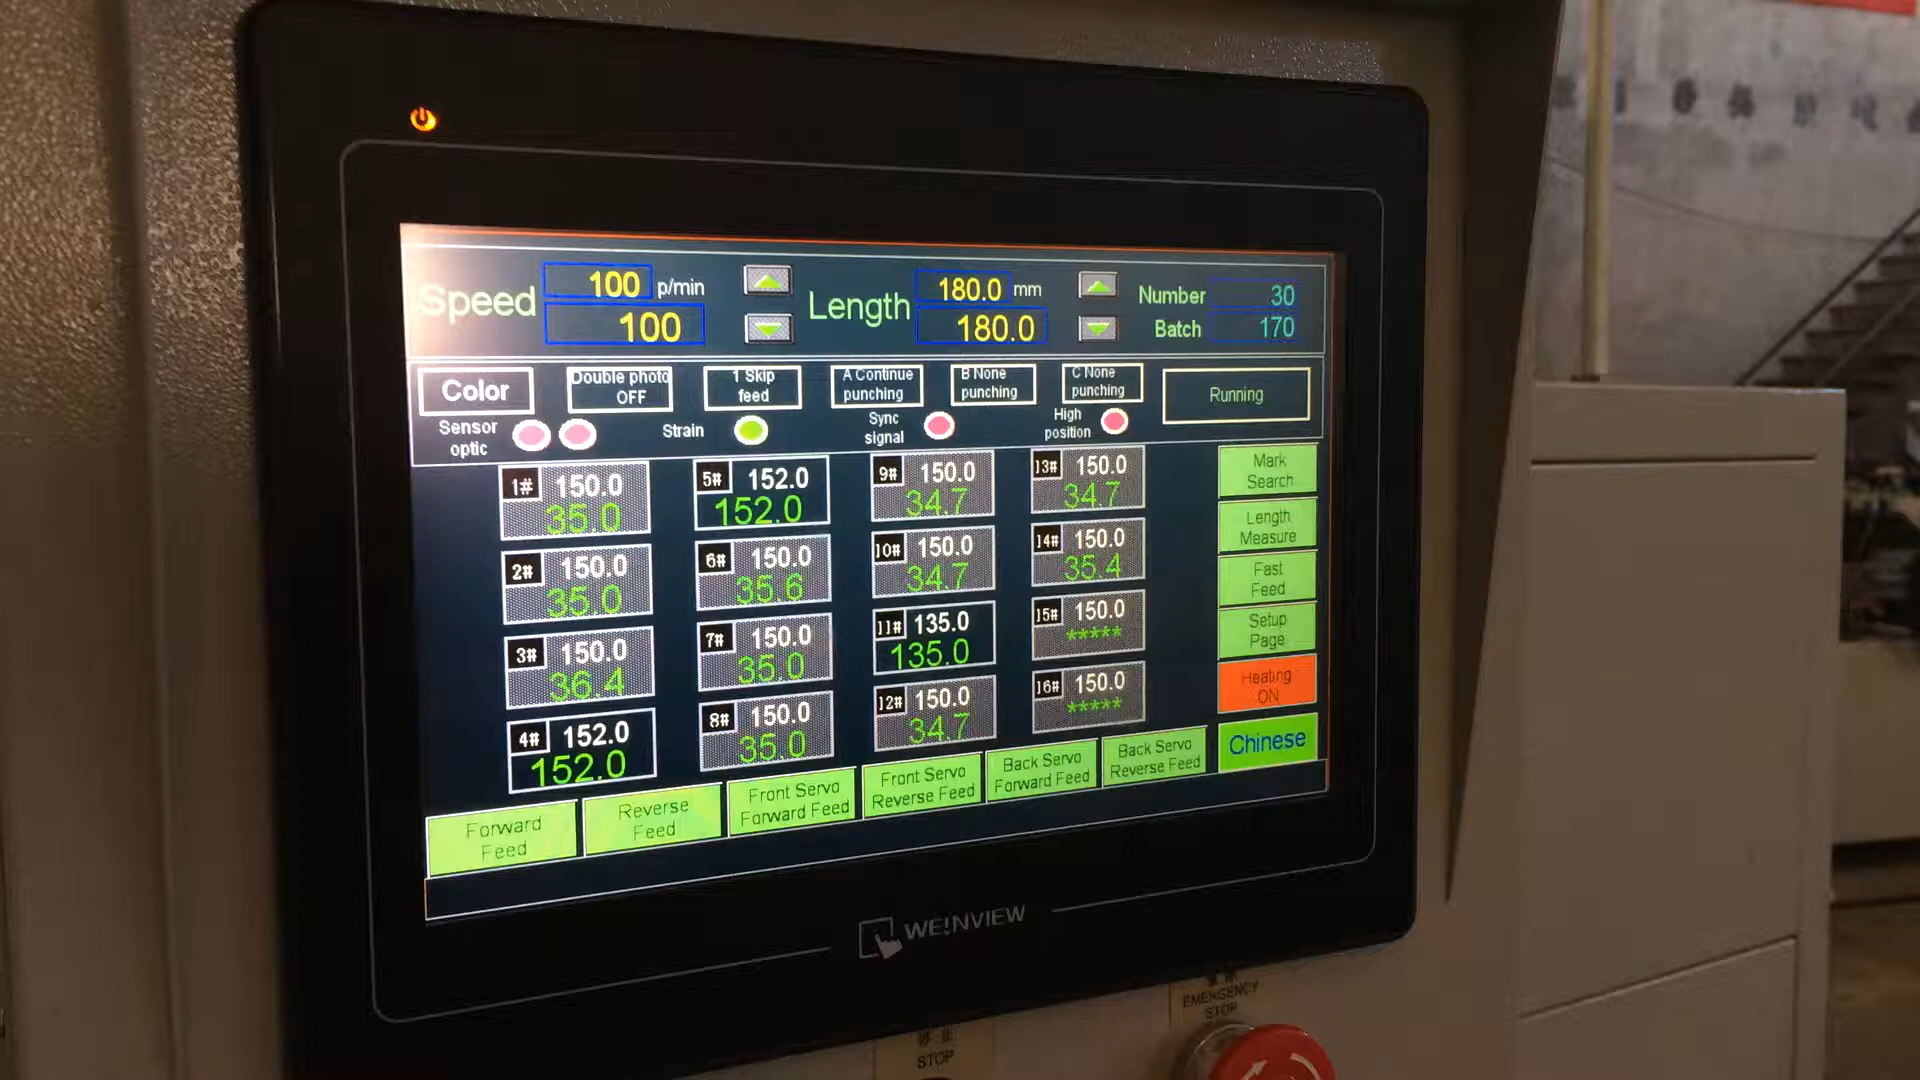 Speed 100 p/min
100
Length 180.0 mm
180.0
Number 30
Batch 170
Color
Double photo
OFF
1 Skip
feed
A Continue
punching
B None
punching
C None
punching
Running
Sensor
optic
Strain
Sync
signal
High
position
1# 150.0
35.0
2# 150.0
35.0
3# 150.0
36.4
4# 152.0
152.0
5# 152.0
152.0
6# 150.0
35.6
7# 150.0
35.0
8# 150.0
35.0
9# 150.0
34.7
10# 150.0
34.7
11# 135.0
135.0
12# 150.0
34.7
13# 150.0
34.7
14# 150.0
35.4
15# 150.0
*****
16# 150.0
*****
Mark
Search
Length
Measure
Fast
Feed
Setup
Page
Heating
ON
Chinese
Forward
Feed
Reverse
Feed
Front Servo
Forward Feed
Front Servo
Reverse Feed
Back Servo
Forward Feed
Back Servo
Reverse Feed
WE!NVIEW
停止
STOP
EMERGENCY
STOP